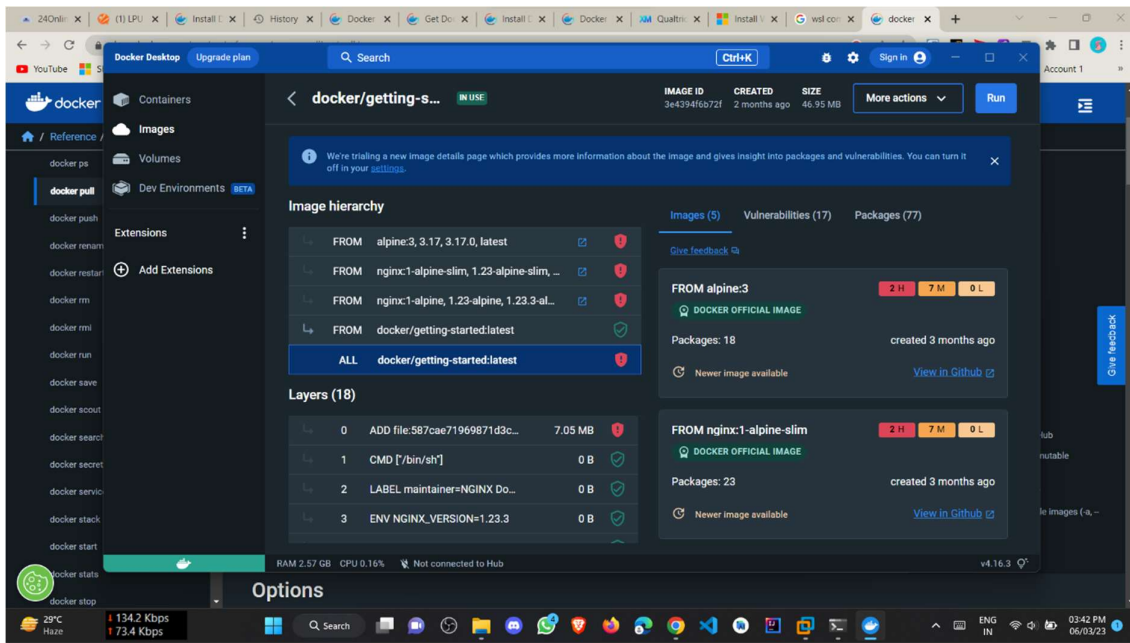 24Onlin
(1) LPU
Install D
History
Docker
Get Do
Install D
Docker
Qualtric
Install V
wsl con
docker
YouTube
Account 1
Docker Desktop
Upgrade plan
Search
Ctrl+K
Sign in
docker
Reference /
docker ps
docker pull
docker push
docker renam
docker restar
docker rm
docker rmi
docker run
docker save
docker scout
docker search
docker secret
docker servic
docker stack
docker start
docker stats
docker stop
Containers
Images
Volumes
Dev Environments BETA
Extensions
Add Extensions
docker/getting-s...
IN USE
IMAGE ID
3e4394f6b72f
CREATED
2 months ago
SIZE
46.95 MB
More actions
Run
We're trialing a new image details page which provides more information about the image and gives insight into packages and vulnerabilities. You can turn it
off in your settings.
Image hierarchy
FROM alpine:3, 3.17, 3.17.0, latest
FROM nginx:1-alpine-slim, 1.23-alpine-slim, ...
FROM nginx:1-alpine, 1.23-alpine, 1.23.3-al...
FROM docker/getting-started:latest
ALL docker/getting-started:latest
Layers (18)
0 ADD file:587cae71969871d3c... 7.05 MB
1 CMD ["/bin/sh"] 0 B
2 LABEL maintainer=NGINX Do... 0 B
3 ENV NGINX_VERSION=1.23.3 0 B
Images (5)
Vulnerabilities (17)
Packages (77)
Give feedback
FROM alpine:3
2 H 7 M 0 L
DOCKER OFFICIAL IMAGE
Packages: 18
created 3 months ago
Newer image available
View in Github
FROM nginx:1-alpine-slim
2 H 7 M 0 L
DOCKER OFFICIAL IMAGE
Packages: 23
created 3 months ago
Newer image available
View in Github
RAM 2.57 GB CPU 0.16% Not connected to Hub
v4.16.3
Give feedback
lub
nutable
le images (-a, --
Options
29°C
Haze
134.2 Kbps
73.4 Kbps
Search
ENG
IN
03:42 PM
06/03/23